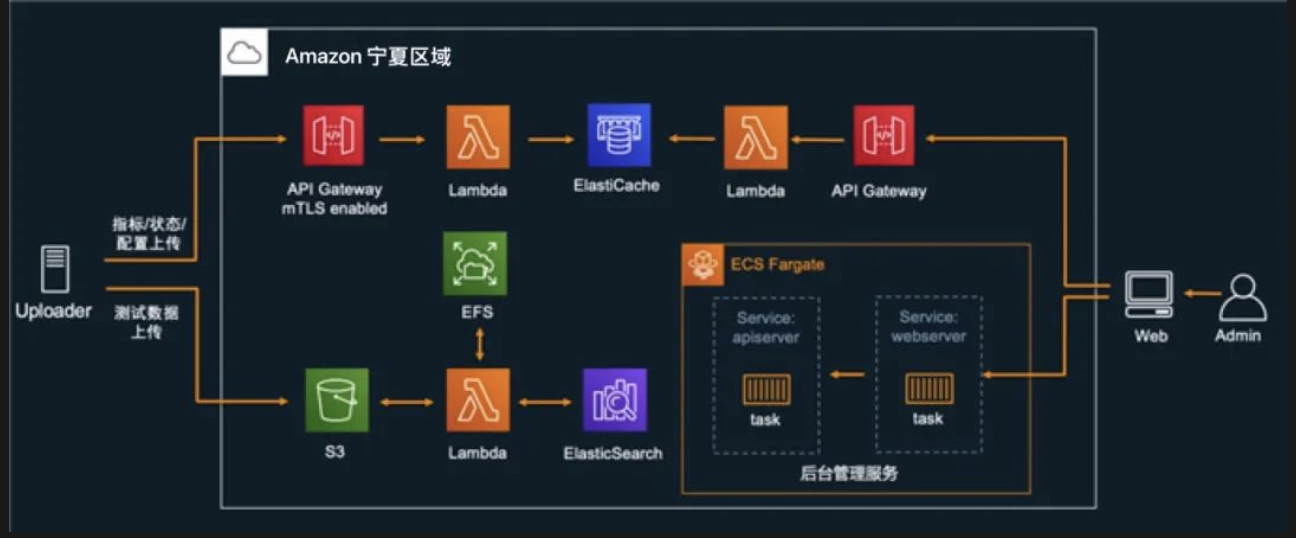 Amazon 宁夏区域
API Gateway
mTLS enabled
Lambda
ElastiCache
Lambda
API Gateway
指标/状态/
配置上传
Uploader
测试数据
上传
EFS
S3
Lambda
ElasticSearch
ECS Fargate
Service:
apiserver
task
Service:
webserver
task
后台管理服务
Web
Admin